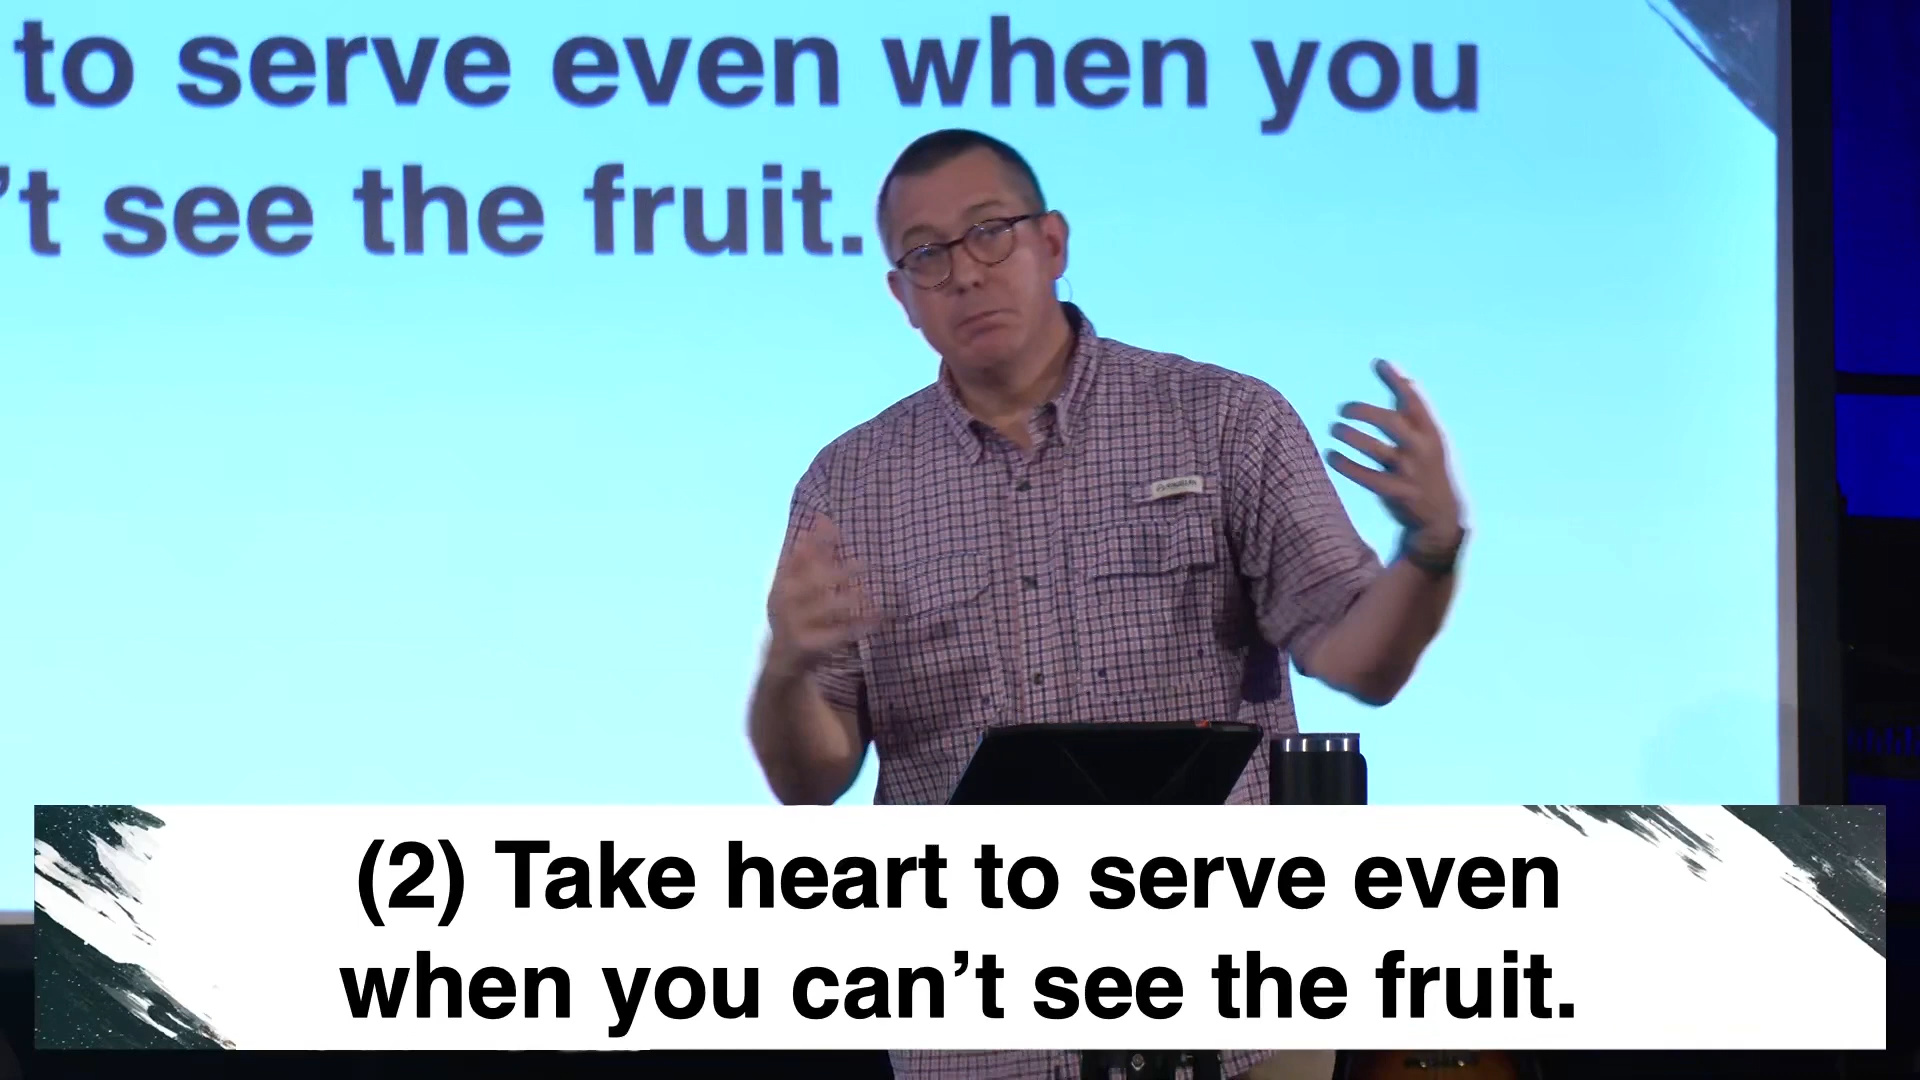 to serve even when you
't see the fruit.
(2) Take heart to serve even
when you can’t see the fruit.